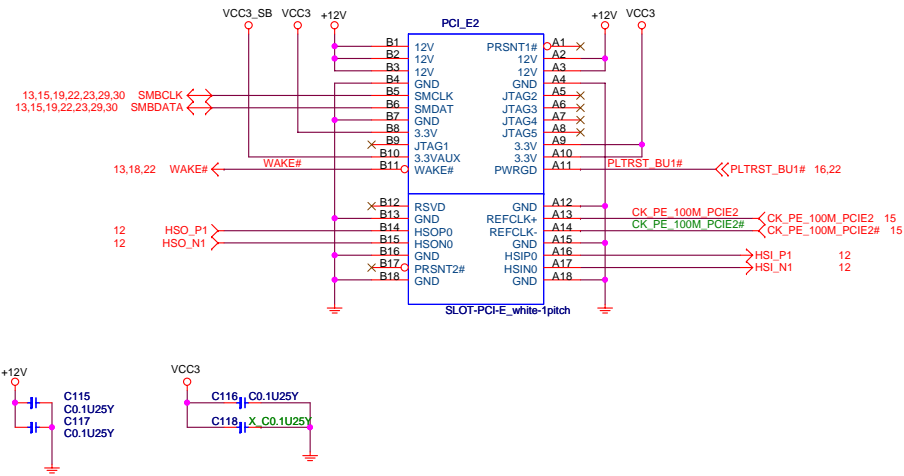 VCC3_SB VCC3 +12V +12V VCC3
PCI_E2
B1 12V PRSNT1# A1
B2 12V 12V A2
B3 12V 12V A3
B4 GND GND A4
13,15,19,22,23,29,30 SMBCLK B5 SMCLK JTAG2 A5
13,15,19,22,23,29,30 SMBDATA B6 SMDAT JTAG3 A6
B7 GND JTAG4 A7
B8 3.3V JTAG5 A8
B9 JTAG1 3.3V A9
B10 3.3VAUX 3.3V A10
13,18,22 WAKE# WAKE# B11 WAKE# PWRGD A11 PLTRST_BU1# PLTRST_BU1# 16,22
B12 RSVD GND A12
B13 GND REFCLK+ A13 CK_PE_100M_PCIE2 CK_PE_100M_PCIE2 15
12 HSO_P1 B14 HSOP0 REFCLK- A14 CK_PE_100M_PCIE2# CK_PE_100M_PCIE2# 15
12 HSO_N1 B15 HSON0 GND A15
B16 GND HSIP0 A16 HSI_P1 12
B17 PRSNT2# HSIN0 A17 HSI_N1 12
B18 GND GND A18
SLOT-PCI-E_white-1pitch
+12V VCC3
C115 C116 C0.1U25Y
C0.1U25Y
C117 C118 X_C0.1U25Y
C0.1U25Y